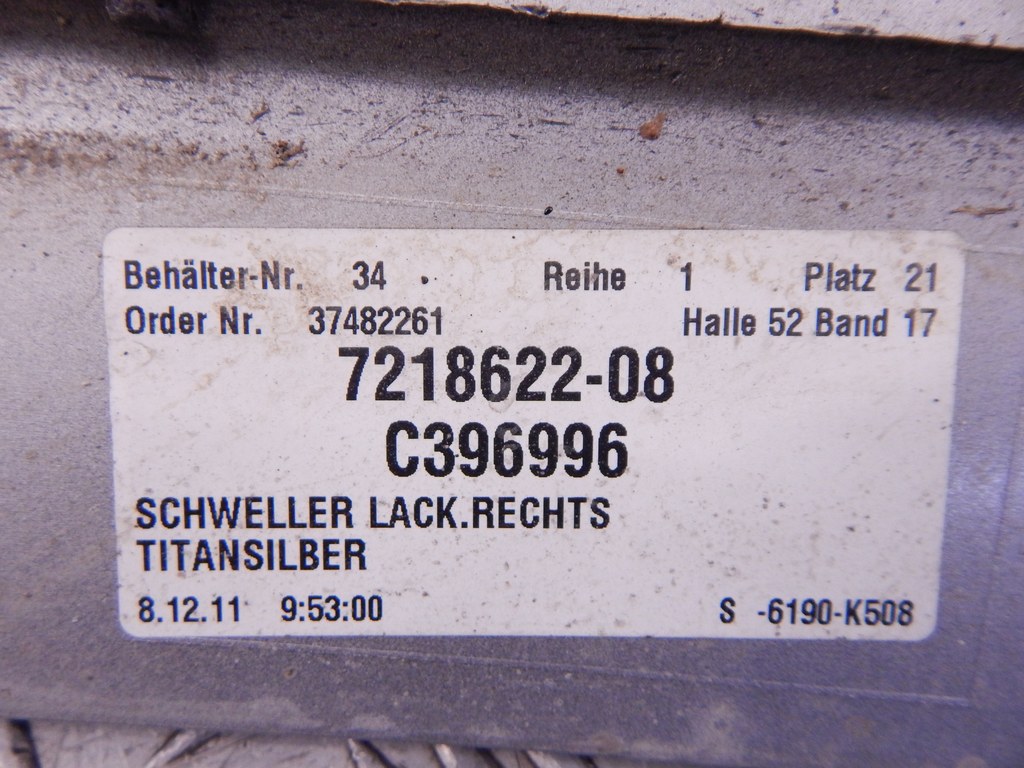 Behälter-Nr. 34 Reihe 1 Platz 21
Order Nr. 37482261 Halle 52 Band 17
7218622-08
C396996
SCHWELLER LACK.RECHTS
TITANSILBER
8.12.11 9:53:00 S -6190-K508